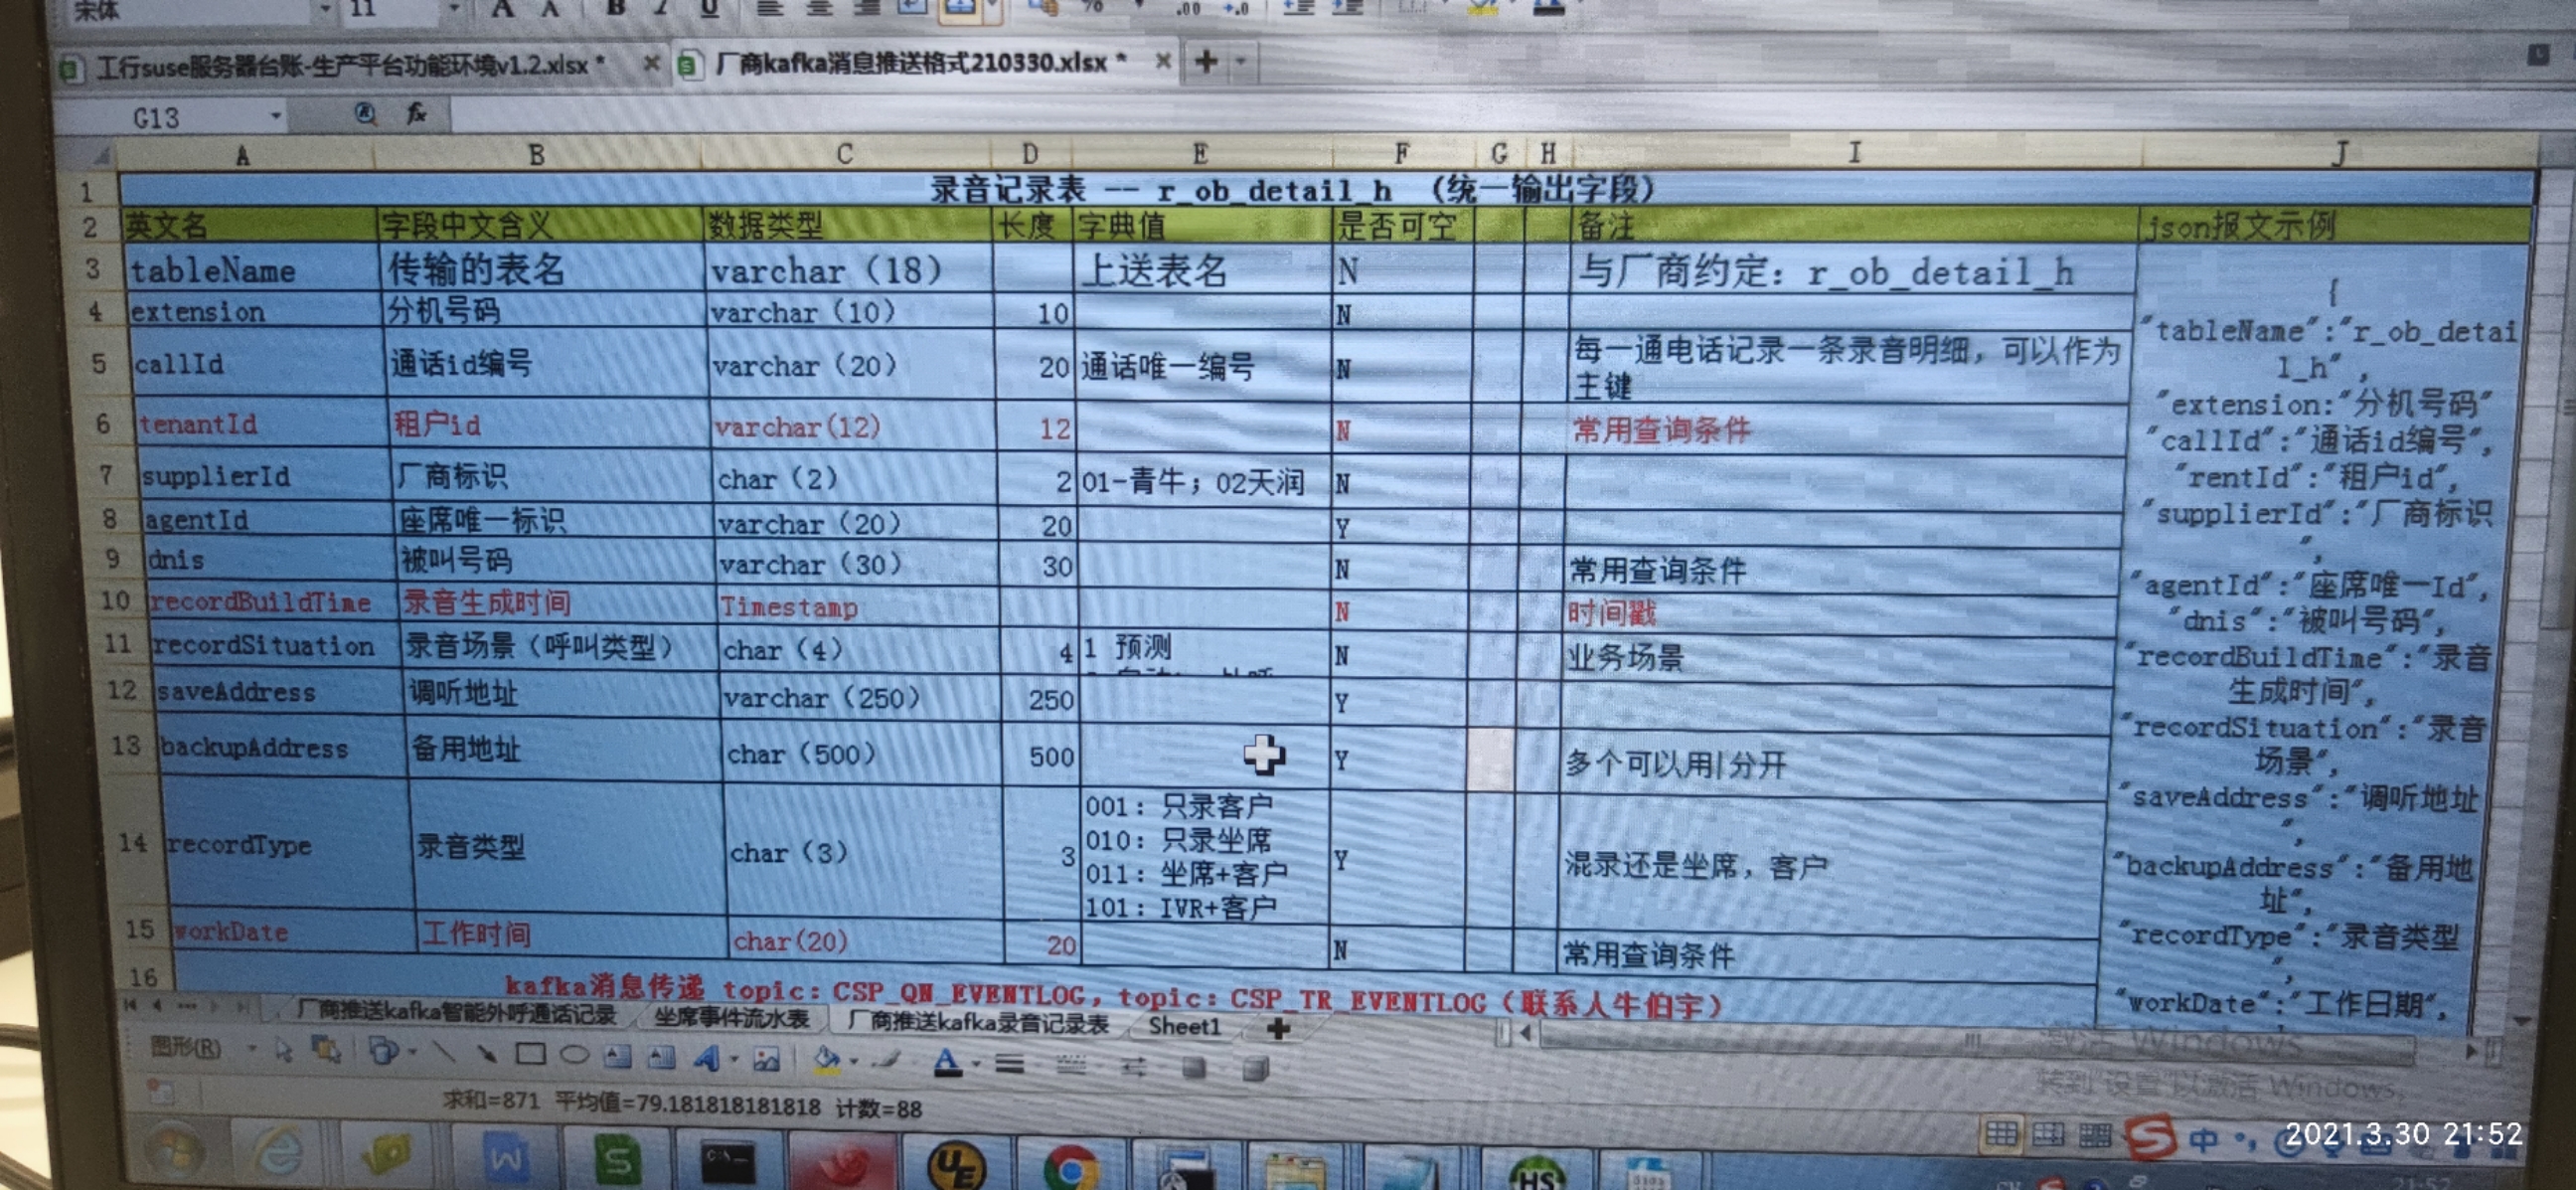 宋体 11
工行suse服务器台账-生产平台功能环境v1.2.xlsx * 厂商kafka消息推送格式210330.xlsx *
G13 fx
A B C D E F G H I J
1 录音记录表 -- r_ob_detail_h （统一输出字段）
2 英文名 字段中文含义 数据类型 长度 字典值 是否可空 备注 json报文示例
3 tableName 传输的表名 varchar（18） 上送表名 N 与厂商约定：r_ob_detail_h
4 extension 分机号码 varchar（10） 10 N
5 callId 通话id编号 varchar（20） 20 通话唯一编号 N 每一通电话记录一条录音明细，可以作为
主键
6 tenantId 租户id varchar(12) 12 N 常用查询条件
7 supplierId 厂商标识 char（2） 2 01-青牛；02天润 N
8 agentId 座席唯一标识 varchar（20） 20 Y
9 dnis 被叫号码 varchar（30） 30 N 常用查询条件
10 recordBuildTime 录音生成时间 Timestamp N 时间戳
11 recordSituation 录音场景（呼叫类型） char（4） 4 1 预测 N 业务场景
12 saveAddress 调听地址 varchar（250） 250 Y
13 backupAddress 备用地址 char（500） 500 Y 多个可以用|分开
14 recordType 录音类型 char（3） 3 Y 混录还是坐席，客户
001：只录客户
010：只录坐席
011：坐席+客户
101：IVR+客户
15 workDate 工作时间 char(20) 20 N 常用查询条件
16 kafka消息传递 topic：CSP_QN_EVENTLOG，topic：CSP_TR_EVENTLOG（联系人牛伯宇）
{
"tableName":"r_ob_detai
l_h" ,
"extension:"分机号码"
"callId":"通话id编号",
"rentId":"租户id",
"supplierId":"厂商标识
",
"agentId":"座席唯一Id",
"dnis":"被叫号码",
"recordBuildTime":"录音
生成时间",
"recordSituation":"录音
场景",
"saveAddress":"调听地址
",
"backupAddress":"备用地
址",
"recordType":"录音类型
",
"workDate":"工作日期",
厂商推送kafka智能外呼通话记录 坐席事件流水表 厂商推送kafka录音记录表 Sheet1
图形(R)
激活 Windows
转到"设置"以激活 Windows。
求和=871 平均值=79.181818181818 计数=88
中
2021.3.30 21:52
21:52